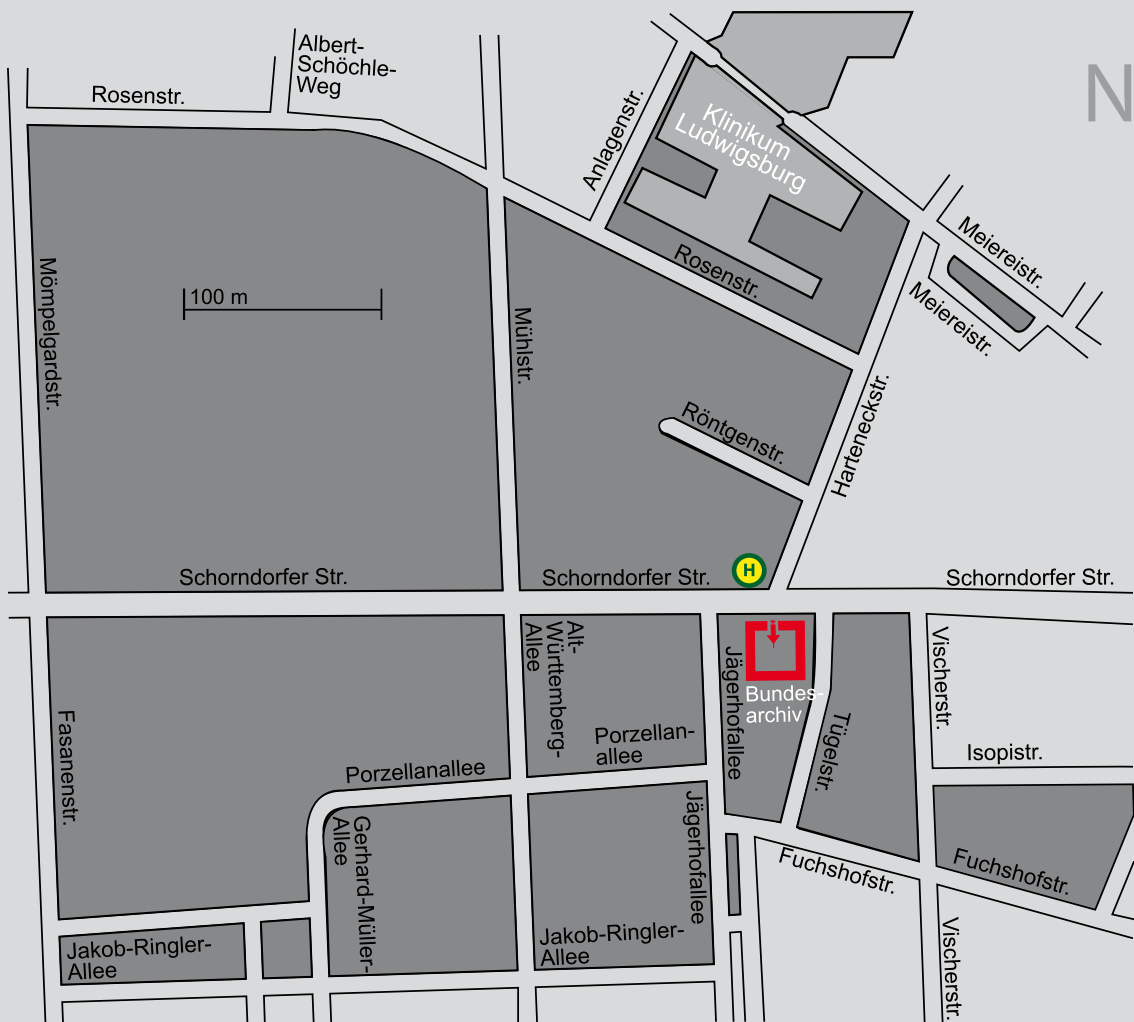 Albert-
Schöchle-
Weg
Rosenstr.
N
Anlagenstr.
Klinikum
Ludwigsburg
Meiereistr.
Rosenstr.
Meiereistr.
Mömpelgardstr.
100 m
Mühlstr.
Harteneckstr.
Röntgenstr.
H
Schorndorfer Str.
Schorndorfer Str.
Schorndorfer Str.
Alt-
Württemberg-
Allee
Jägerhofallee
Bundes-
archiv
Vischerstr.
Fasanenstr.
Tügelstr.
Porzellan-
allee
Isopistr.
Porzellanallee
Gerhard-Müller-
Allee
Jägerhofallee
Fuchshofstr.
Fuchshofstr.
Jakob-Ringler-
Allee
Jakob-Ringler-
Allee
Vischerstr.